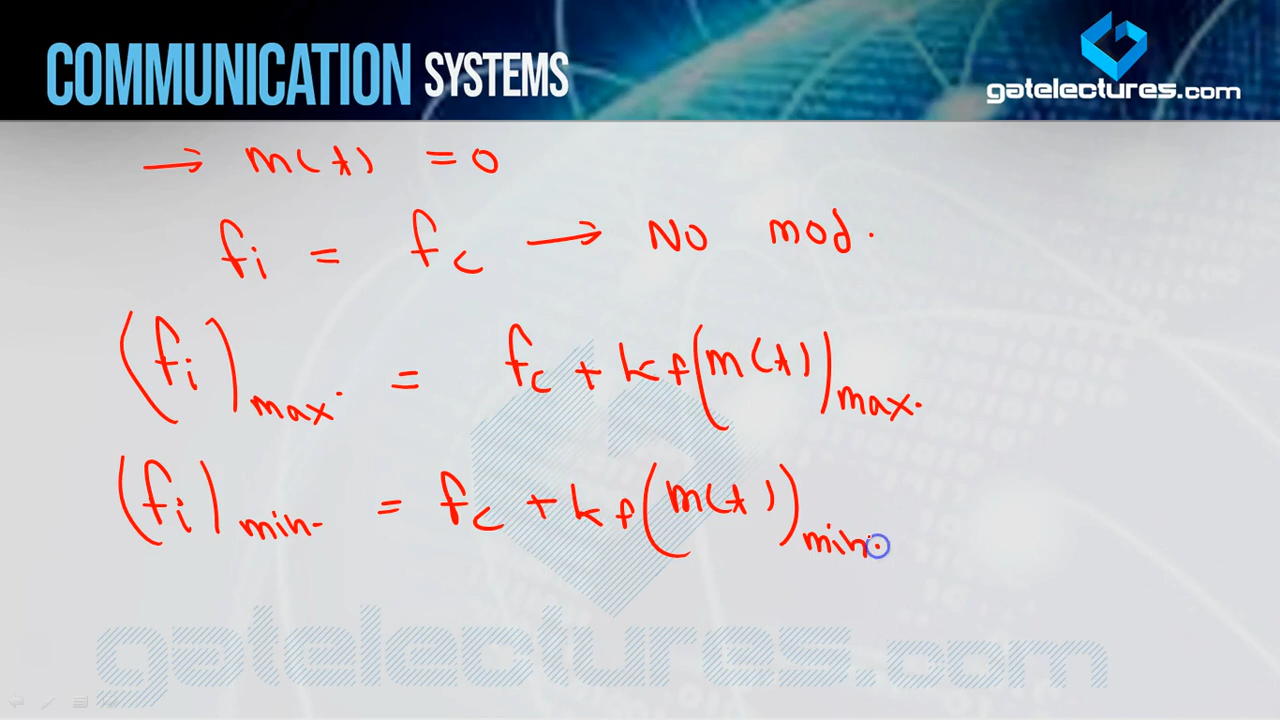 COMMUNICATION SYSTEMS
gatelectures.com
→ m(t) = 0
fi = fc → No mod.
(fi)max. = fc + kf(m(t))max.
(fi)min. = fc + kf(m(t))min.
gatelectures.com